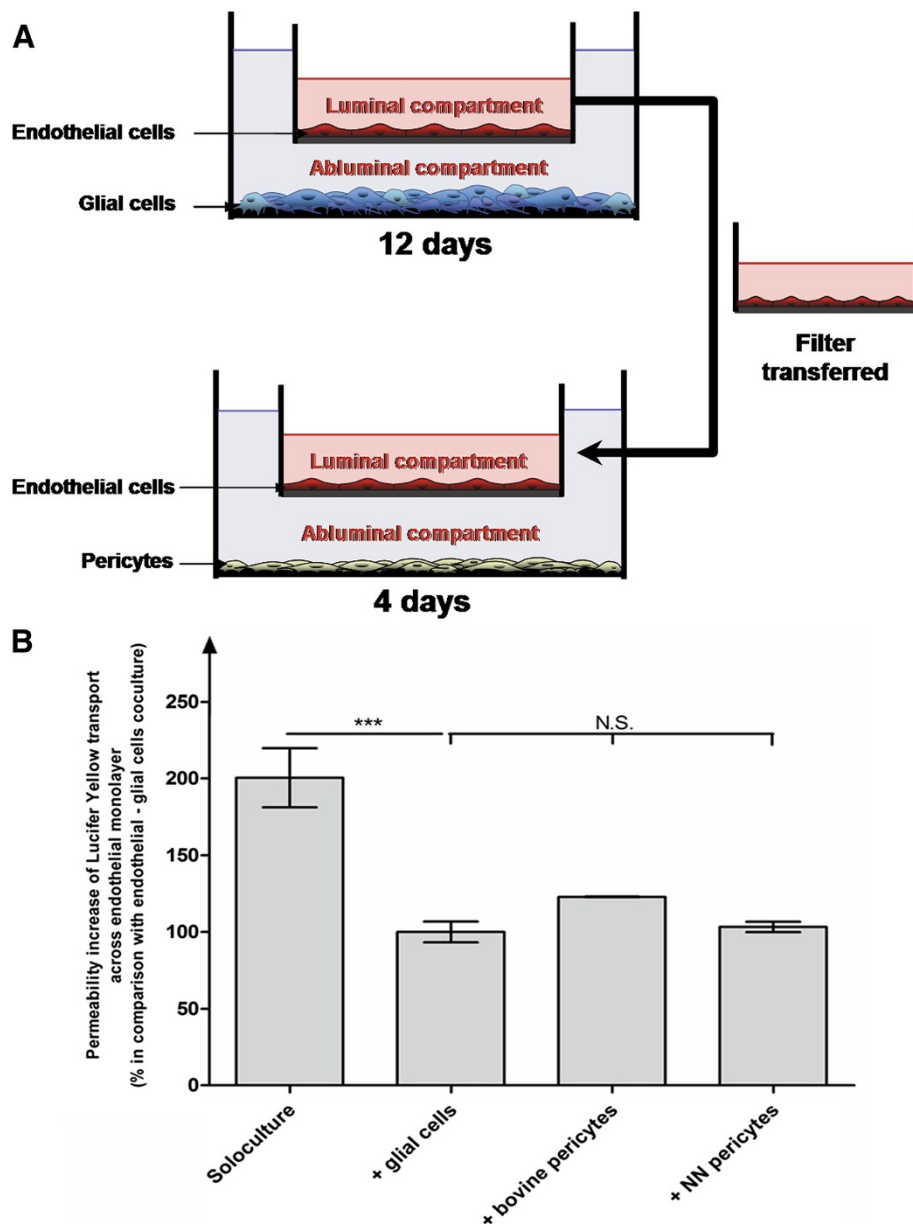 A
Luminal compartment
Endothelial cells
Abluminal compartment
Glial cells
12 days
Filter
transferred
Luminal compartment
Endothelial cells
Abluminal compartment
Pericytes
4 days
B
Permeability increase of Lucifer Yellow transport
across endothelial monolayer
(% in comparison with endothelial - glial cells coculture)
250
200
150
100
50
0
***
N.S.
Soloculture
+ glial cells
+ bovine pericytes
+ NN pericytes